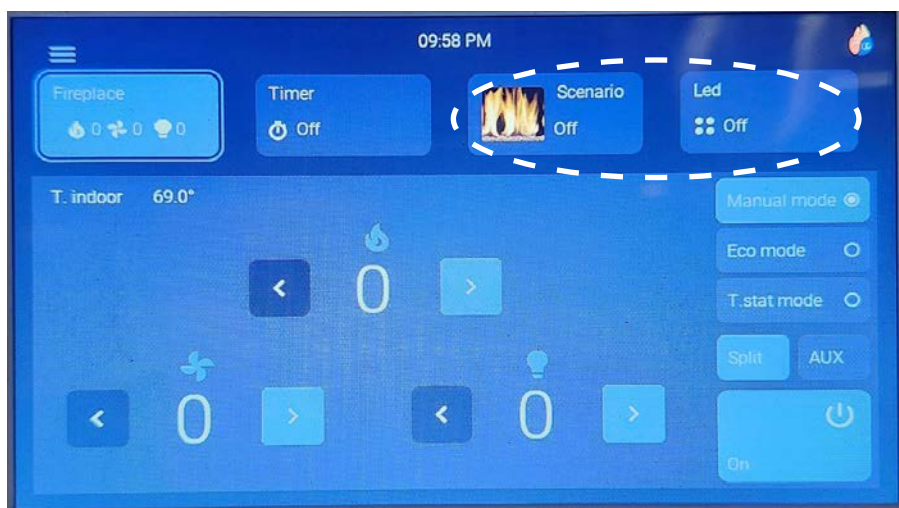 09:58 PM
Fireplace
0 0 0
Timer
Off
Scenario
Off
Led
Off
T. indoor 69.0°
Manual mode
Eco mode
T.stat mode
Split
AUX
On
0
0
0